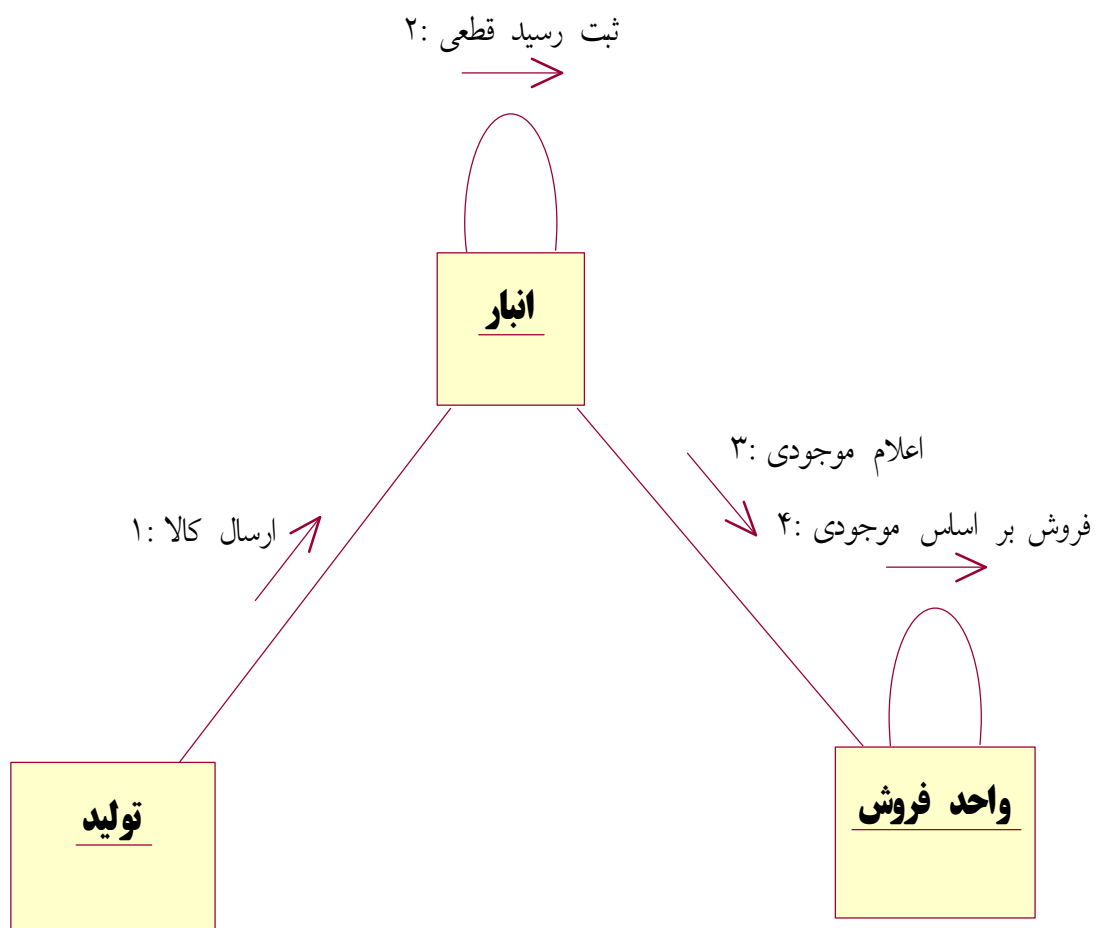 ۲: ثبت رسید قطعی
انبار
۳: اعلام موجودی
۱: ارسال کالا
۴: فروش بر اساس موجودی
تولید
واحد فروش